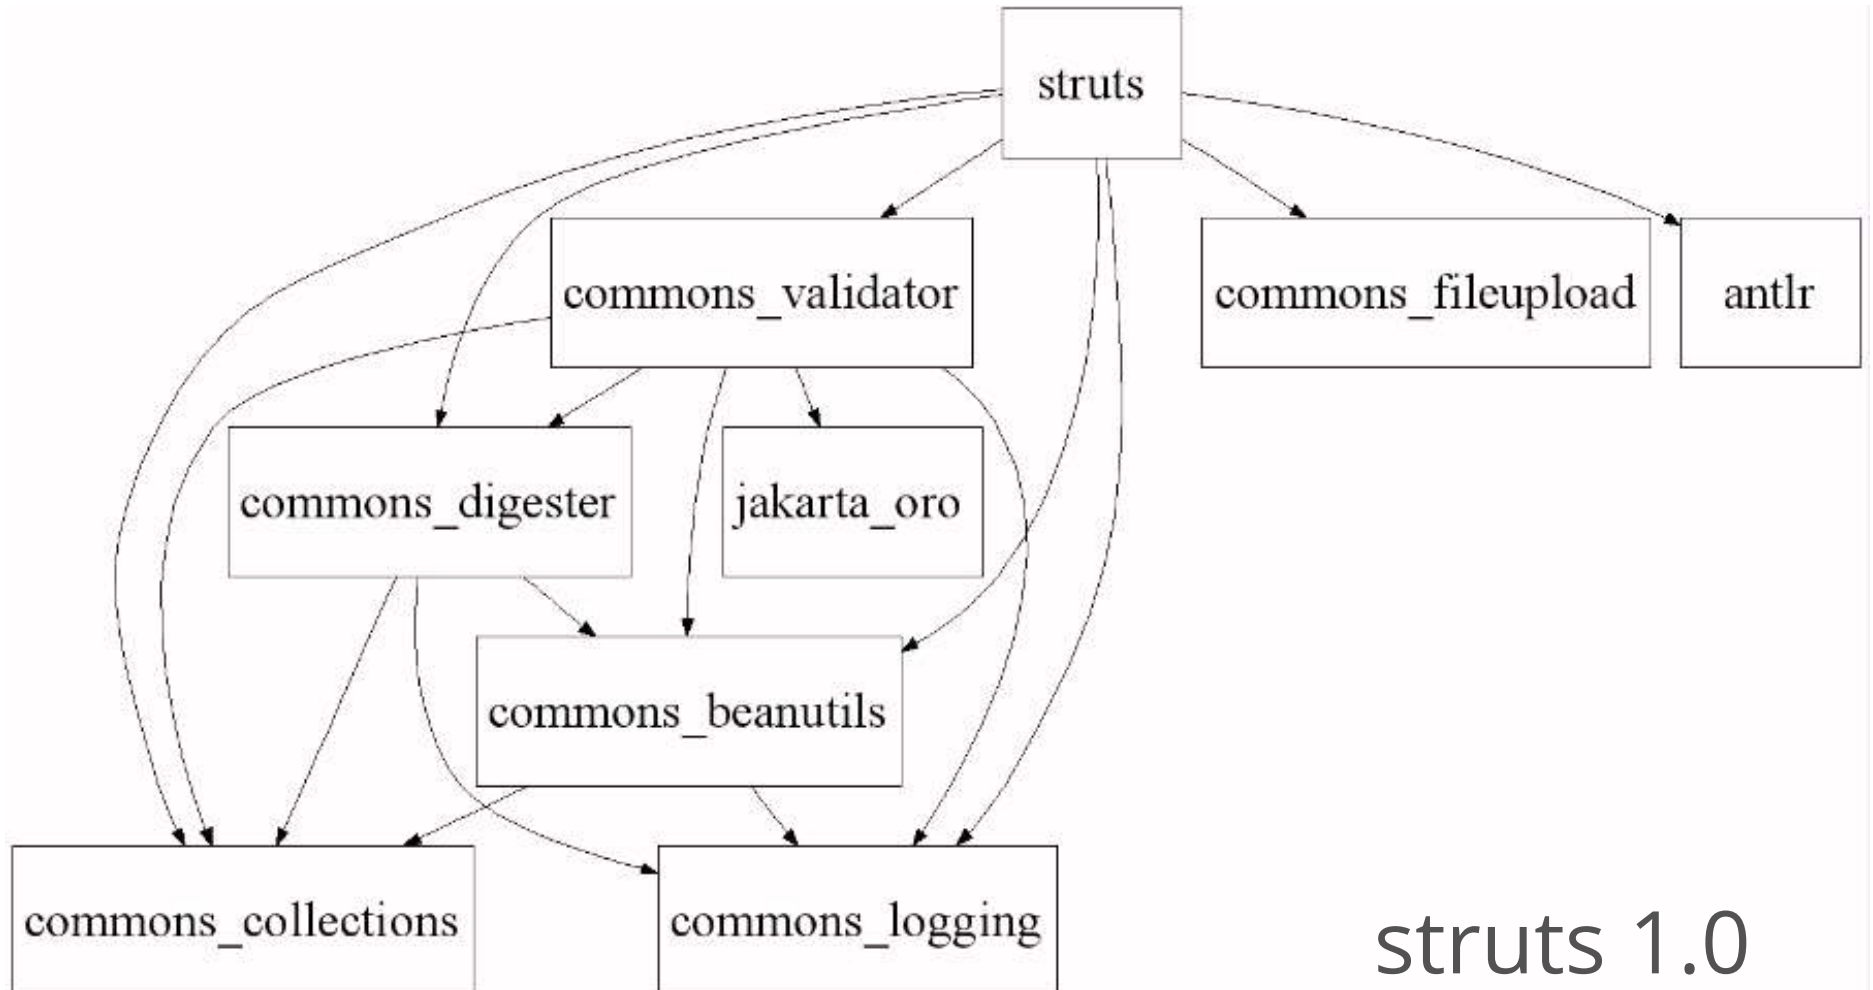 struts
commons_validator
commons_fileupload
antlr
commons_digester
jakarta_oro
commons_beanutils
commons_collections
commons_logging
struts 1.0